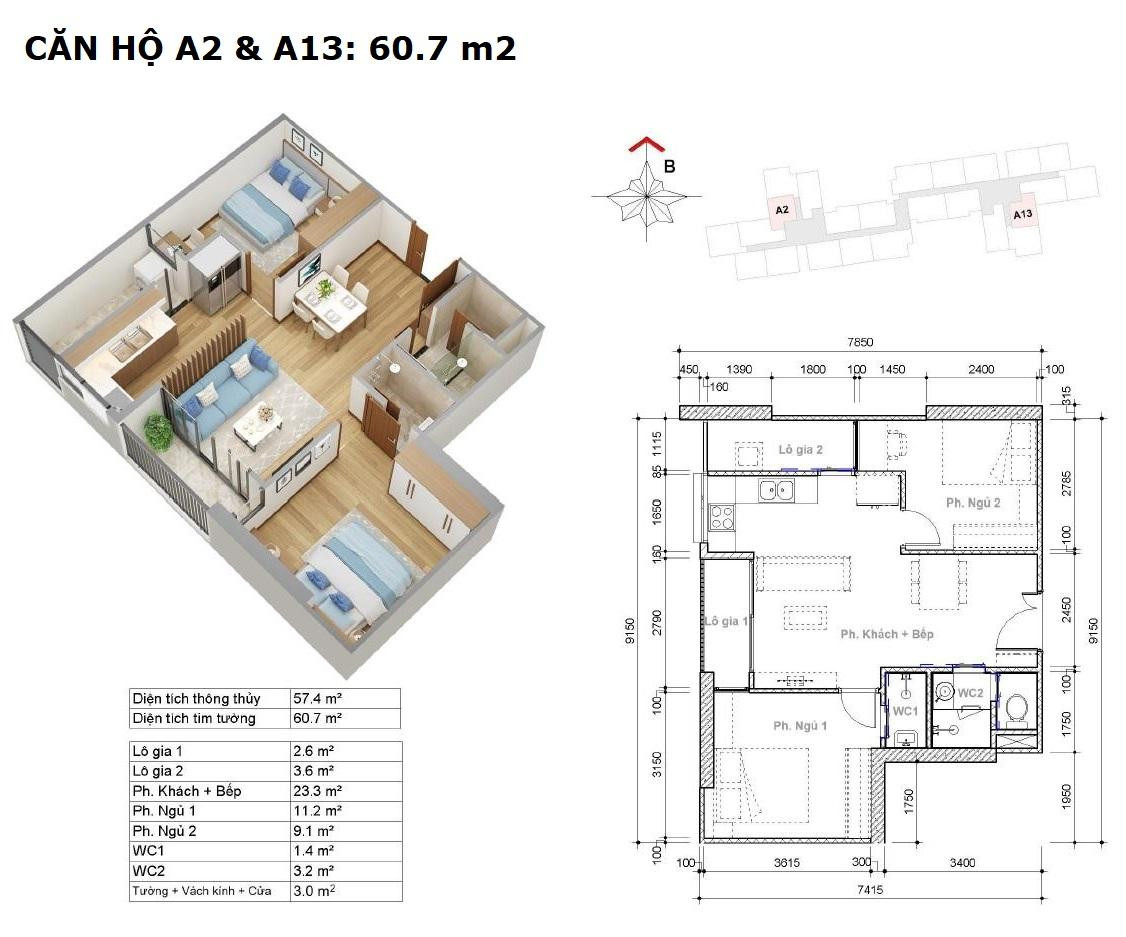 CĂN HỘ A2 & A13: 60.7 m2
B
A2
A13
7850
450 1390 1800 100 1450 2400 100
160
315
1115
85
1650
160
2790
100
3150
100
9150
2785
100
2450
100
1750
1950
9150
Lô gia 2
Ph. Ngủ 2
Lô gia 1
Ph. Khách + Bếp
WC1
WC2
Ph. Ngủ 1
1750
100 3615 300 3400
7415
Diện tích thông thủy 57.4 m²
Diện tích tim tường 60.7 m²
Lô gia 1 2.6 m²
Lô gia 2 3.6 m²
Ph. Khách + Bếp 23.3 m²
Ph. Ngủ 1 11.2 m²
Ph. Ngủ 2 9.1 m²
WC1 1.4 m²
WC2 3.2 m²
Tường + Vách kính + Cửa 3.0 m²